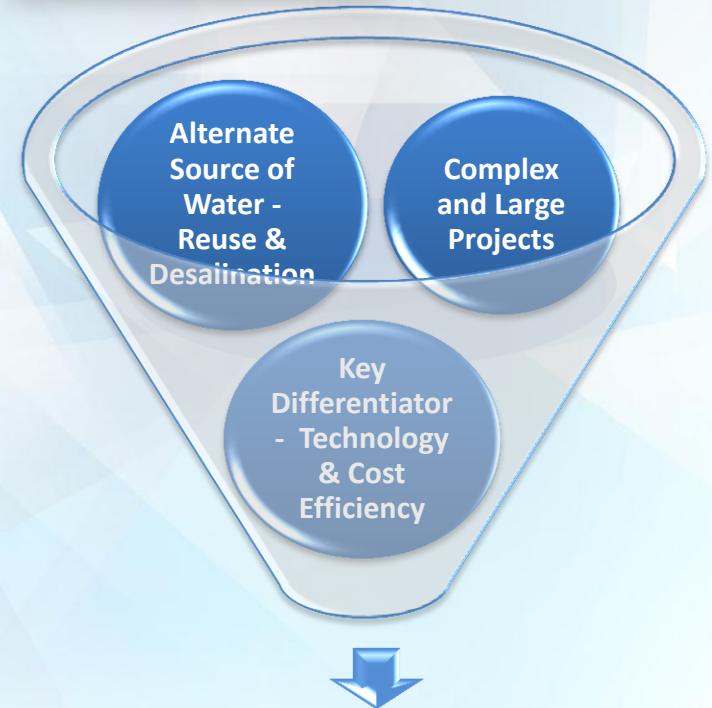 Alternate
Source of
Water -
Reuse &
Desalination
Complex
and Large
Projects
Key
Differentiator
- Technology
& Cost
Efficiency